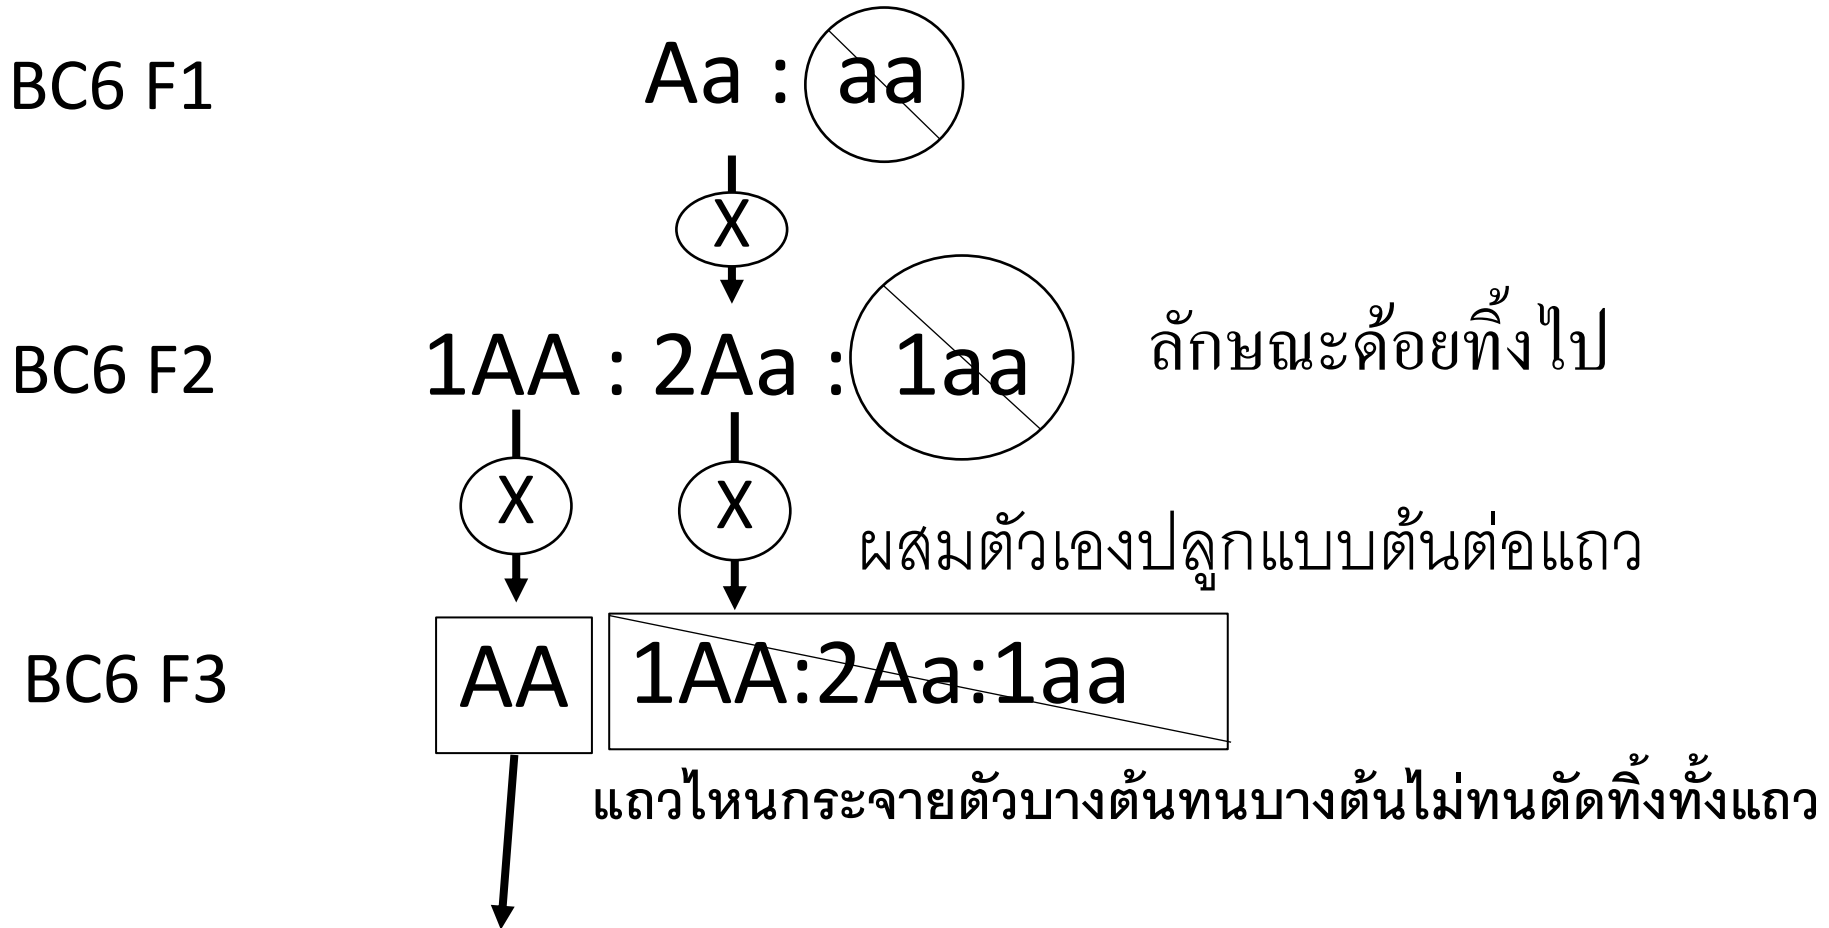 BC6 F1 Aa : aa
X
BC6 F2 1AA : 2Aa : 1aa ลักษณะด้อยทิ้งไป
X X
ผสมตัวเองปลูกแบบต้นต่อแถว
BC6 F3 AA 1AA:2Aa:1aa
แถวไหนกระจายตัวบางต้นทนบางต้นไม่ทนตัดทิ้งทั้งแถว